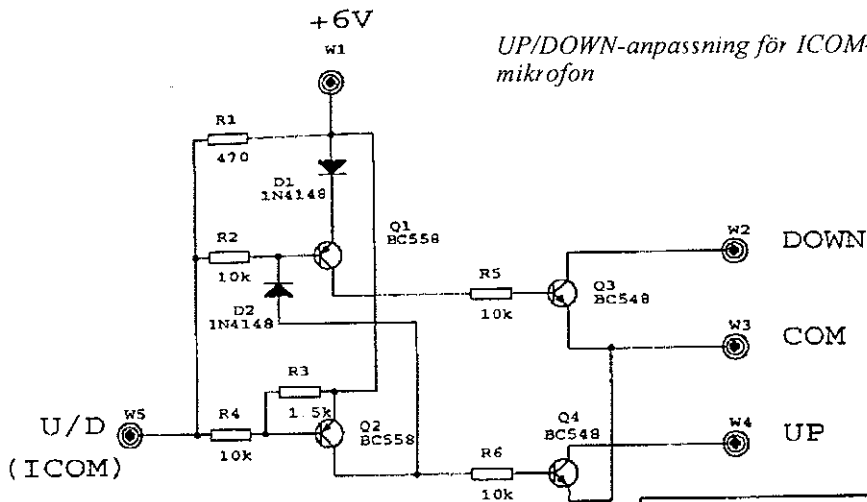 +6V
W1
UP/DOWN-anpassning för ICOM-
mikrofon
R1
470
D1
1N4148
Q1
BC558
R2
10k
D2
1N4148
W2
DOWN
R5
10k
Q3
BC548
W3
COM
R3
1.5k
U/D
(ICOM)
W5
R4
10k
Q2
BC558
Q4
BC548
W4
UP
R6
10k